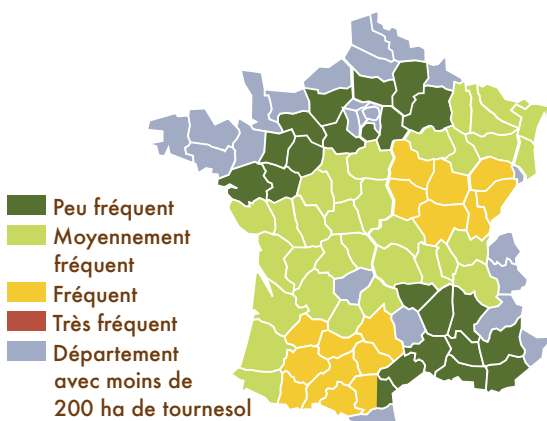 Peu fréquent
Moyennement
fréquent
Fréquent
Très fréquent
Département
avec moins de
200 ha de tournesol